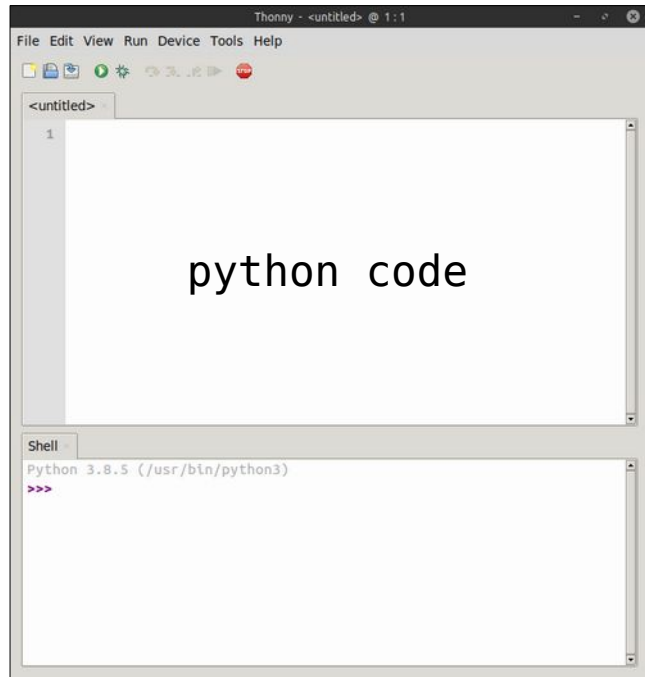 Thonny - <untitled> @ 1 : 1
File Edit View Run Device Tools Help
STOP
<untitled>
1
python code
Shell
Python 3.8.5 (/usr/bin/python3)
>>>